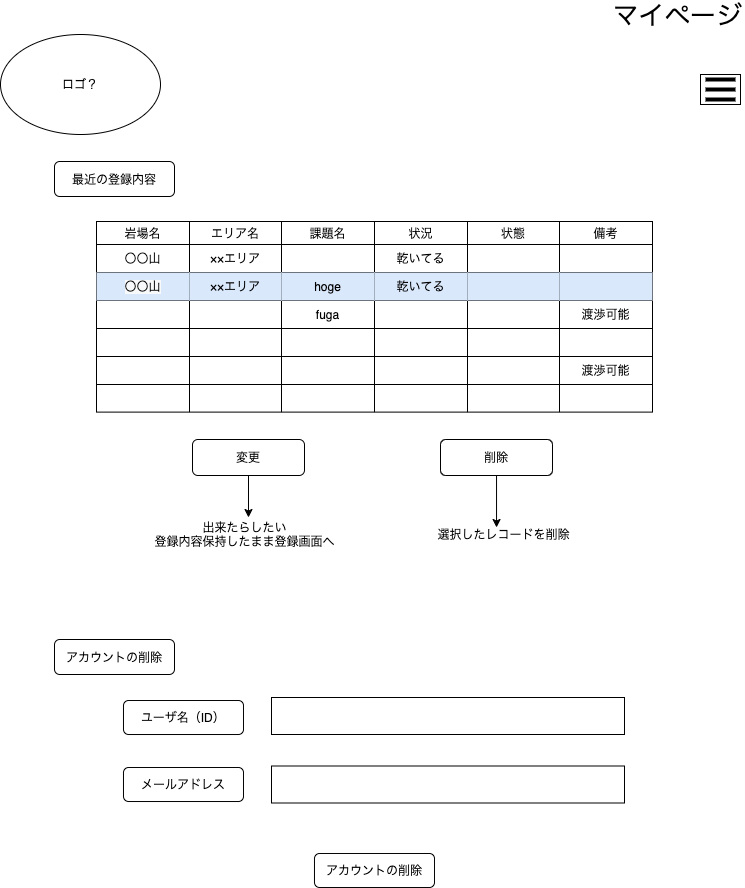 マイページ
ロゴ？
最近の登録内容
岩場名 エリア名 課題名 状況 状態 備考
〇〇山 ××エリア 乾いてる
〇〇山 ××エリア hoge 乾いてる
fuga 渡渉可能
渡渉可能
変更 削除
出来たらしたい
登録内容保持したまま登録画面へ
選択したレコードを削除
アカウントの削除
ユーザ名（ID）
メールアドレス
アカウントの削除